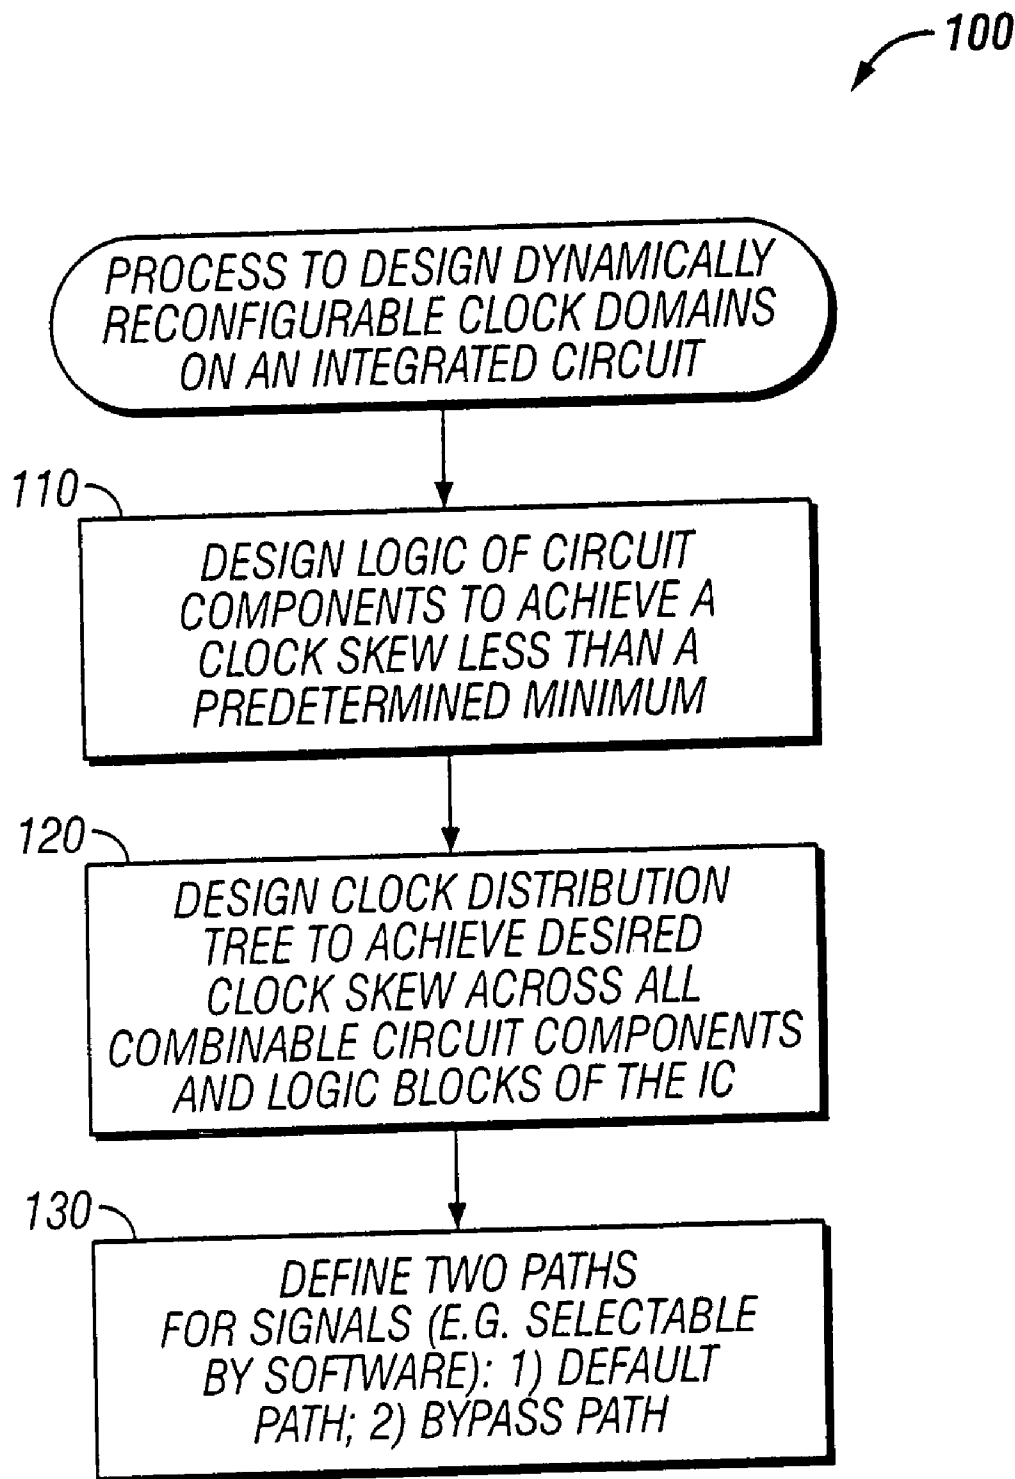 100
PROCESS TO DESIGN DYNAMICALLY
RECONFIGURABLE CLOCK DOMAINS
ON AN INTEGRATED CIRCUIT
110
DESIGN LOGIC OF CIRCUIT
COMPONENTS TO ACHIEVE A
CLOCK SKEW LESS THAN A
PREDETERMINED MINIMUM
120
DESIGN CLOCK DISTRIBUTION
TREE TO ACHIEVE DESIRED
CLOCK SKEW ACROSS ALL
COMBINABLE CIRCUIT COMPONENTS
AND LOGIC BLOCKS OF THE IC
130
DEFINE TWO PATHS
FOR SIGNALS (E.G. SELECTABLE
BY SOFTWARE): 1) DEFAULT
PATH; 2) BYPASS PATH